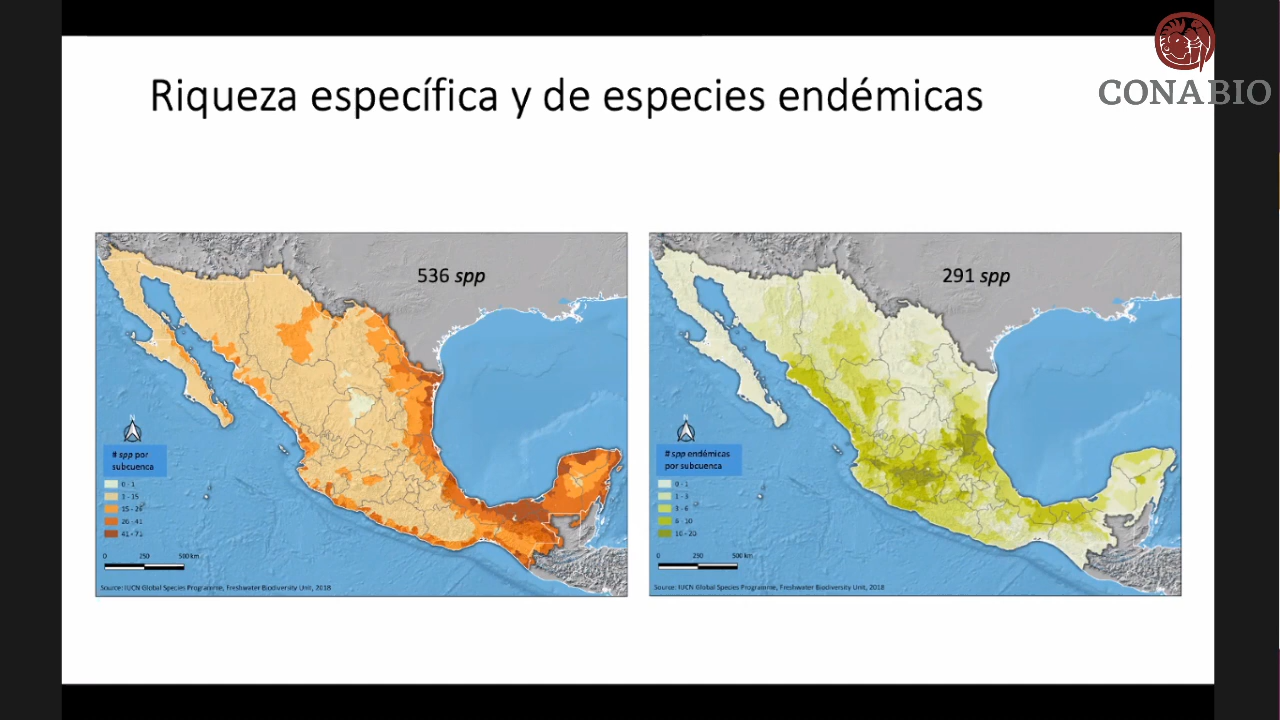 CONABIO
Riqueza específica y de especies endémicas
536 spp
N
# spp por
subcuenca
0 - 1
1 - 15
15 - 26
26 - 41
41 - 71
0 250 500 km
Source: IUCN Global Species Programme, Freshwater Biodiversity Unit, 2018
291 spp
N
# spp endémicas
por subcuenca
0 - 1
1 - 3
3 - 6
6 - 10
10 - 20
0 250 500 km
Source: IUCN Global Species Programme, Freshwater Biodiversity Unit, 2018